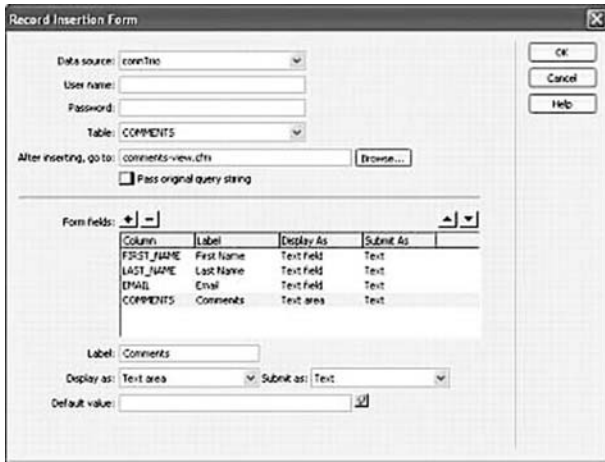 Record Insertion Form
Data source: connTrio
OK
User name:
Cancel
Password:
Help
Table: COMMENTS
After inserting, go to: comments-view.cfm Browse...
Pass original query string
Form fields: + −
Column Label Display As Submit As
FIRST_NAME First Name Text field Text
LAST_NAME Last Name Text field Text
EMAIL Email Text field Text
COMMENTS Comments Text area Text
Label: Comments
Display as: Text area Submit as: Text
Default value: